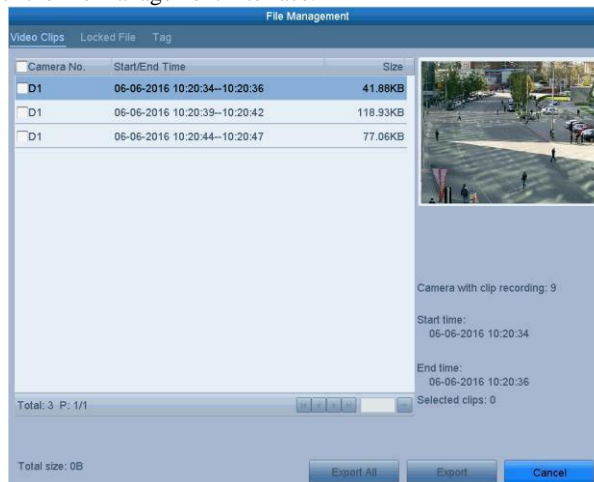 File Management
Video Clips Locked File Tag
Camera No. Start/End Time Size
D1 06-06-2016 10:20:34--10:20:36 41.88KB
D1 06-06-2016 10:20:39--10:20:42 118.93KB
D1 06-06-2016 10:20:44--10:20:47 77.06KB
Camera with clip recording: 9
Start time:
06-06-2016 10:20:34
End time:
06-06-2016 10:20:36
Total: 3 P: 1/1
Selected clips: 0
Total size: 0B
Export All Export Cancel